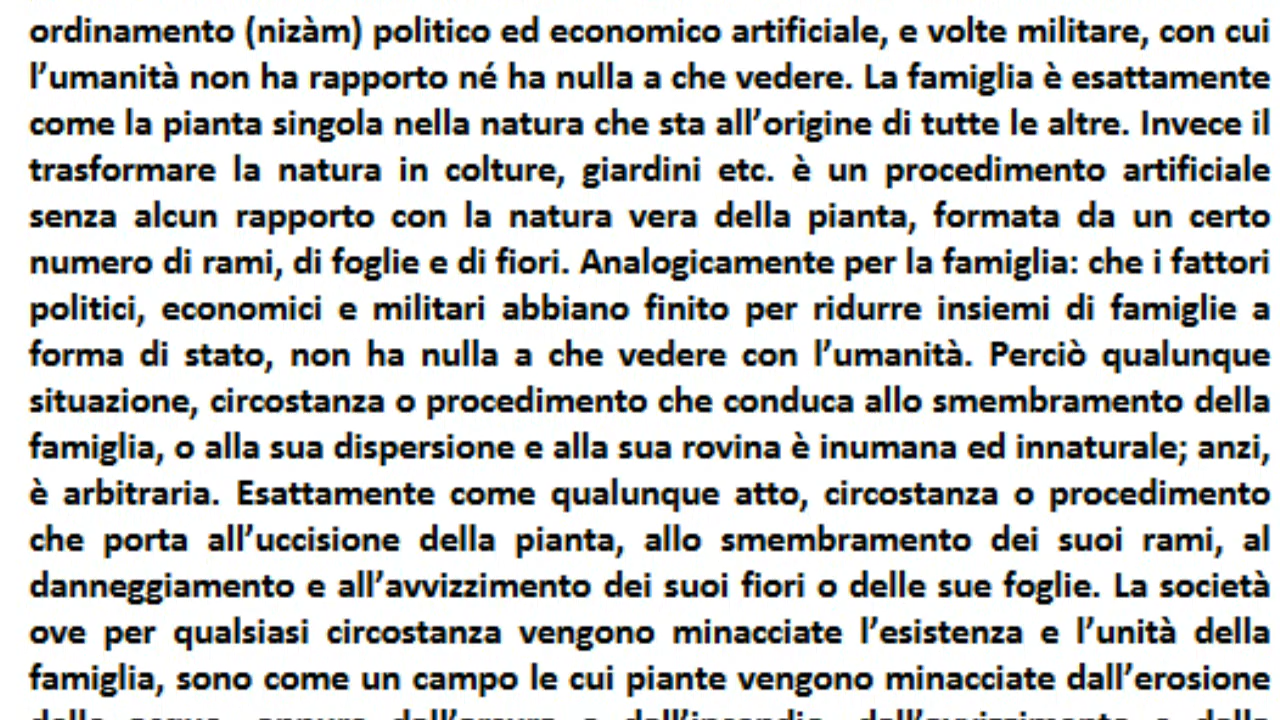 ordinamento (nizàm) politico ed economico artificiale, e volte militare, con cui
l’umanità non ha rapporto né ha nulla a che vedere. La famiglia è esattamente
come la pianta singola nella natura che sta all’origine di tutte le altre. Invece il
trasformare la natura in colture, giardini etc. è un procedimento artificiale
senza alcun rapporto con la natura vera della pianta, formata da un certo
numero di rami, di foglie e di fiori. Analogicamente per la famiglia: che i fattori
politici, economici e militari abbiano finito per ridurre insiemi di famiglie a
forma di stato, non ha nulla a che vedere con l’umanità. Perciò qualunque
situazione, circostanza o procedimento che conduca allo smembramento della
famiglia, o alla sua dispersione e alla sua rovina è inumana ed innaturale; anzi,
è arbitraria. Esattamente come qualunque atto, circostanza o procedimento
che porta all’uccisione della pianta, allo smembramento dei suoi rami, al
danneggiamento e all’avvizzimento dei suoi fiori o delle sue foglie. La società
ove per qualsiasi circostanza vengono minacciate l’esistenza e l’unità della
famiglia, sono come un campo le cui piante vengono minacciate dall’erosione